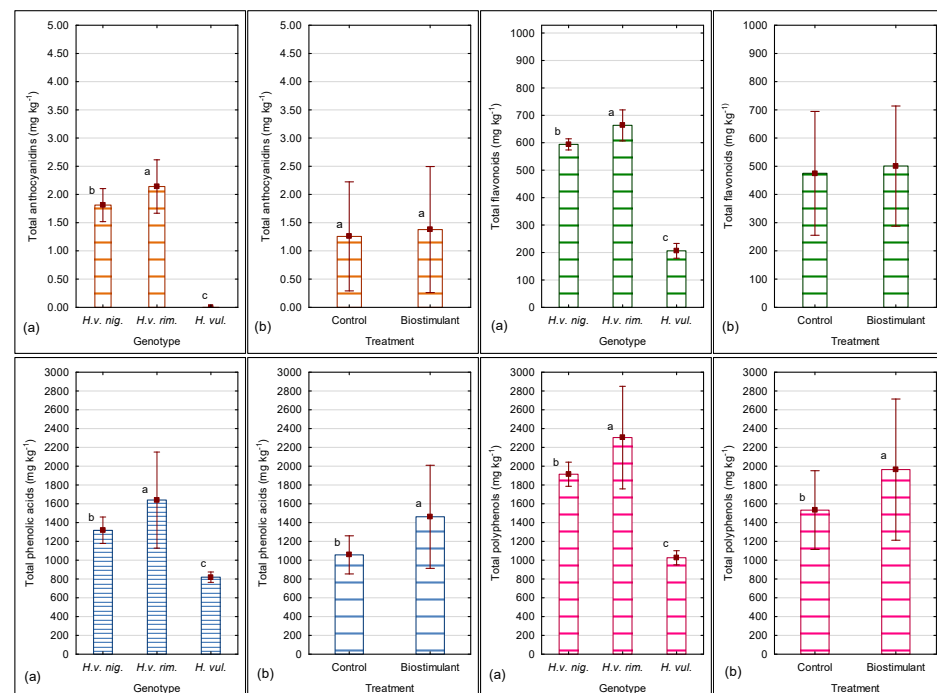 Total anthocyanidins (mg kg⁻¹)
5.00
4.50
4.00
3.50
3.00
2.50
2.00
1.50
1.00
0.50
0.00
b
a
c
(a)
H.v. nig.
H.v. rim.
H. vul.
Genotype
Total anthocyanidins (mg kg⁻¹)
5.00
4.50
4.00
3.50
3.00
2.50
2.00
1.50
1.00
0.50
0.00
a
a
(b)
Control
Biostimulant
Treatment
Total flavonoids (mg kg⁻¹)
1000
900
800
700
600
500
400
300
200
100
0
b
a
c
(a)
H.v. nig.
H.v. rim.
H. vul.
Genotype
Total flavonoids (mg kg⁻¹)
1000
900
800
700
600
500
400
300
200
100
0
a
a
(b)
Control
Biostimulant
Treatment
Total phenolic acids (mg kg⁻¹)
3000
2800
2600
2400
2200
2000
1800
1600
1400
1200
1000
800
600
400
200
0
b
a
c
(a)
H.v. nig.
H.v. rim.
H. vul.
Genotype
Total phenolic acids (mg kg⁻¹)
3000
2800
2600
2400
2200
2000
1800
1600
1400
1200
1000
800
600
400
200
0
b
a
(b)
Control
Biostimulant
Treatment
Total polyphenols (mg kg⁻¹)
3000
2800
2600
2400
2200
2000
1800
1600
1400
1200
1000
800
600
400
200
0
b
a
c
(a)
H.v. nig.
H.v. rim.
H. vul.
Genotype
Total polyphenols (mg kg⁻¹)
3000
2800
2600
2400
2200
2000
1800
1600
1400
1200
1000
800
600
400
200
0
b
a
(b)
Control
Biostimulant
Treatment